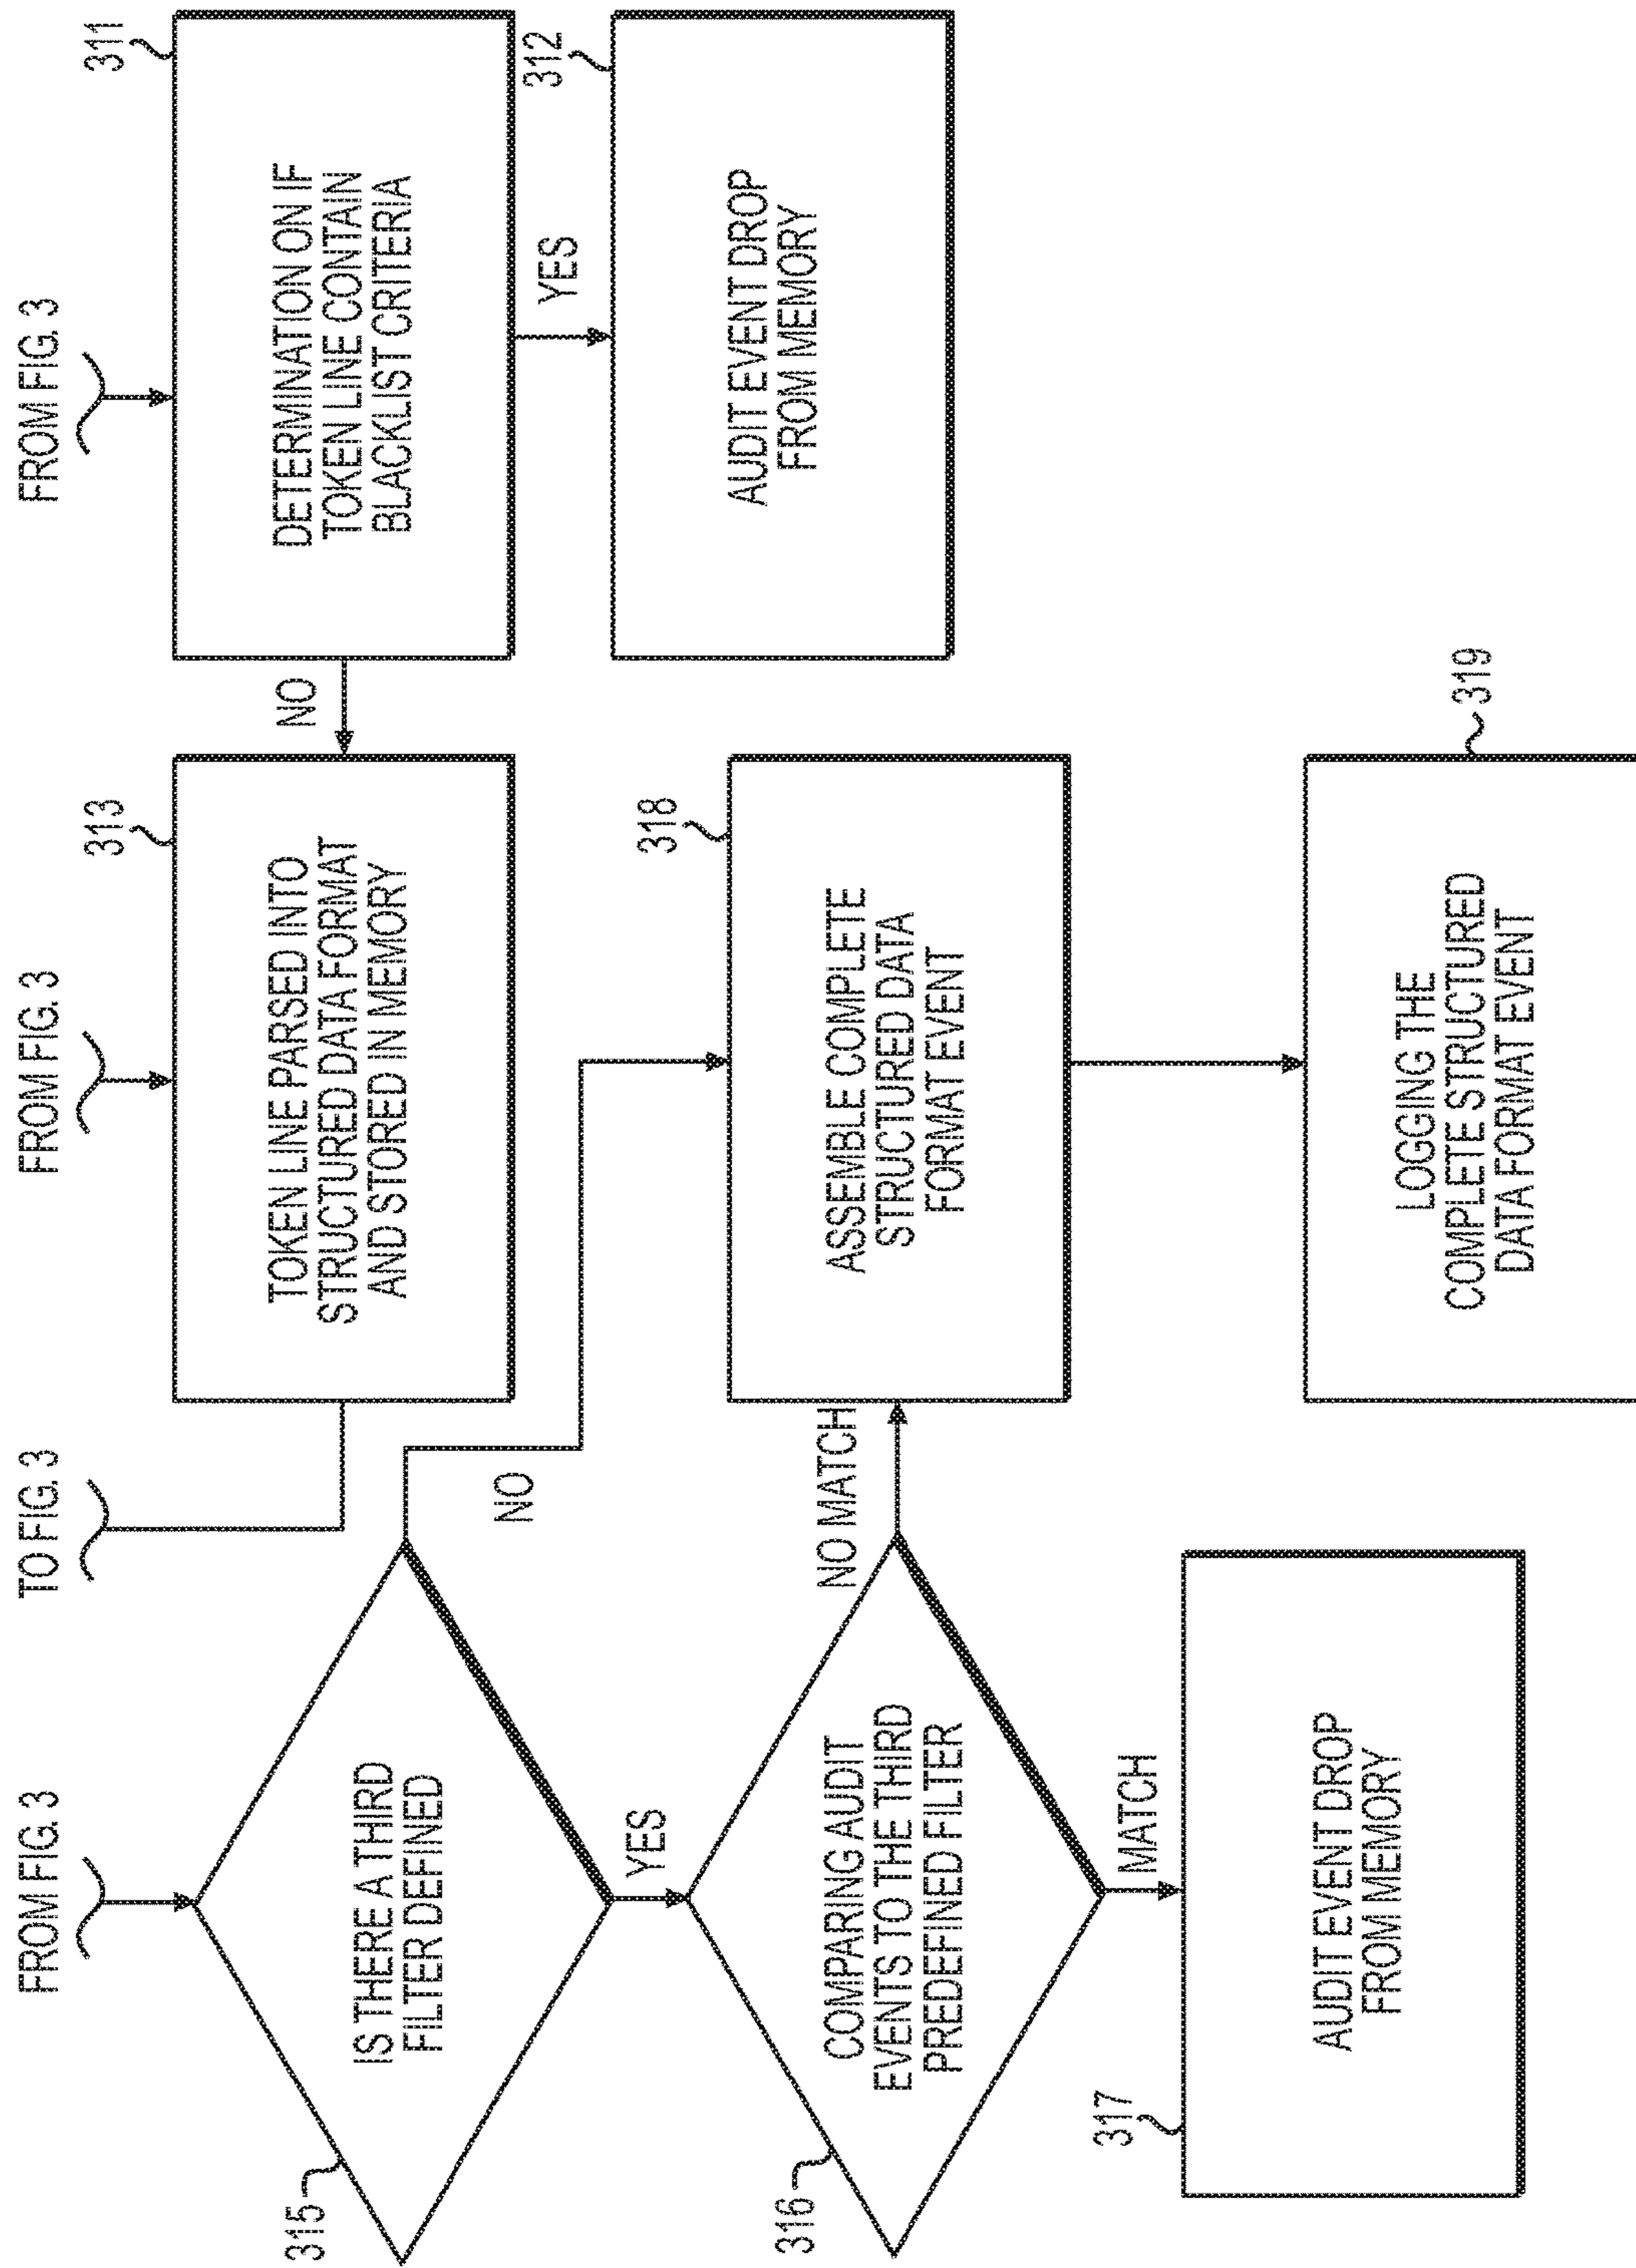 FROM FIG. 3
TO FIG. 3
FROM FIG. 3
FROM FIG. 3
315
IS THERE A THIRD
FILTER DEFINED
NO
YES
313
TOKEN LINE PARSED INTO
STRUCTURED DATA FORMAT
AND STORED IN MEMORY
NO
311
DETERMINATION ON IF
TOKEN LINE CONTAIN
BLACKLIST CRITERIA
YES
316
COMPARING AUDIT
EVENTS TO THE THIRD
PREDEFINED FILTER
NO MATCH
MATCH
318
ASSEMBLE COMPLETE
STRUCTURED DATA
FORMAT EVENT
312
AUDIT EVENT DROP
FROM MEMORY
317
AUDIT EVENT DROP
FROM MEMORY
319
LOGGING THE
COMPLETE STRUCTURED
DATA FORMAT EVENT